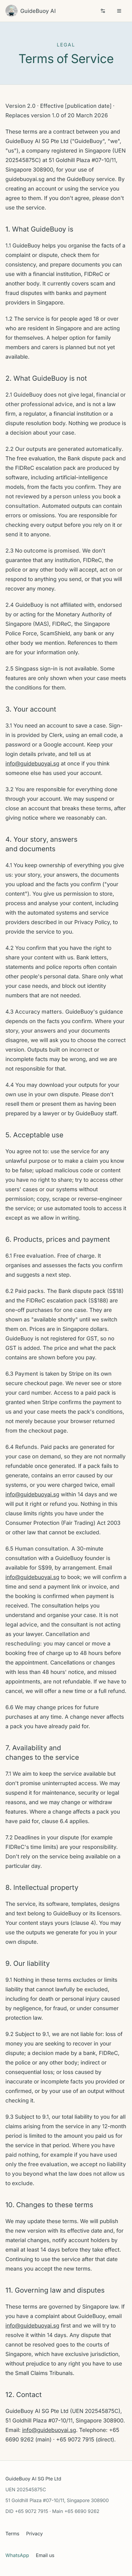 GuideBuoy AI
LEGAL
Terms of Service
Version 2.0 · Effective [publication date] ·
Replaces version 1.0 of 20 March 2026
These terms are a contract between you and
GuideBuoy AI SG Pte Ltd ("GuideBuoy", "we",
"us"), a company registered in Singapore (UEN
202545875C) at 51 Goldhill Plaza #07-10/11,
Singapore 308900, for your use of
guidebuoyai.sg and the GuideBuoy service. By
creating an account or using the service you
agree to them. If you don't agree, please don't
use the service.
1. What GuideBuoy is
1.1 GuideBuoy helps you organise the facts of a
complaint or dispute, check them for
consistency, and prepare documents you can
use with a financial institution, FIDReC or
another body. It currently covers scams and
fraud disputes with banks and payment
providers in Singapore.
1.2 The service is for people aged 18 or over
who are resident in Singapore and are acting
for themselves. A helper option for family
members and carers is planned but not yet
available.
2. What GuideBuoy is not
2.1 GuideBuoy does not give legal, financial or
other professional advice, and it is not a law
firm, a regulator, a financial institution or a
dispute resolution body. Nothing we produce is
a decision about your case.
2.2 Our outputs are generated automatically.
The free evaluation, the Bank dispute pack and
the FIDReC escalation pack are produced by
software, including artificial-intelligence
models, from the facts you confirm. They are
not reviewed by a person unless you book a
consultation. Automated outputs can contain
errors or omissions. You are responsible for
checking every output before relying on it or
send it to anyone.
2.3 No outcome is promised. We don't
guarantee that any institution, FIDReC, the
police or any other body will accept, act on or
respond to anything you send, or that you will
recover any money.
2.4 GuideBuoy is not affiliated with, endorsed
by or acting for the Monetary Authority of
Singapore (MAS), FIDReC, the Singapore
Police Force, ScamShield, any bank or any
other body we mention. References to them
are for your information only.
2.5 Singpass sign-in is not available. Some
features are only shown when your case meets
the conditions for them.
3. Your account
3.1 You need an account to save a case. Sign-
in is provided by Clerk, using an email code, a
password or a Google account. Keep your
login details private, and tell us at
info@guidebuoyai.sg at once if you think
someone else has used your account.
3.2 You are responsible for everything done
through your account. We may suspend or
close an account that breaks these terms, after
giving notice where we reasonably can.
4. Your story, answers
and documents
4.1 You keep ownership of everything you give
us: your story, your answers, the documents
you upload and the facts you confirm ("your
content"). You give us permission to store,
process and analyse your content, including
with the automated systems and service
providers described in our Privacy Policy, to
provide the service to you.
4.2 You confirm that you have the right to
share your content with us. Bank letters,
statements and police reports often contain
other people's personal data. Share only what
your case needs, and block out identity
numbers that are not needed.
4.3 Accuracy matters. GuideBuoy's guidance
depends on the facts you confirm. Where your
story, your answers and your documents
disagree, we will ask you to choose the correct
version. Outputs built on incorrect or
incomplete facts may be wrong, and we are
not responsible for that.
4.4 You may download your outputs for your
own use in your own dispute. Please don't
resell them or present them as having been
prepared by a lawyer or by GuideBuoy staff.
5. Acceptable use
You agree not to: use the service for any
unlawful purpose or to make a claim you know
is false; upload malicious code or content you
have no right to share; try to access other
users' cases or our systems without
permission; copy, scrape or reverse-engineer
the service; or use automated tools to access it
except as we allow in writing.
6. Products, prices and payment
6.1 Free evaluation. Free of charge. It
organises and assesses the facts you confirm
and suggests a next step.
6.2 Paid packs. The Bank dispute pack (S$18)
and the FIDReC escalation pack (S$188) are
one-off purchases for one case. They are
shown as "available shortly" until we switch
them on. Prices are in Singapore dollars.
GuideBuoy is not registered for GST, so no
GST is added. The price and what the pack
contains are shown before you pay.
6.3 Payment is taken by Stripe on its own
secure checkout page. We never see or store
your card number. Access to a paid pack is
granted when Stripe confirms the payment to
us and your case meets the pack's conditions,
not merely because your browser returned
from the checkout page.
6.4 Refunds. Paid packs are generated for
your case on demand, so they are normally not
refundable once generated. If a pack fails to
generate, contains an error caused by our
systems, or you were charged twice, email
info@guidebuoyai.sg within 14 days and we
will put it right or refund you. Nothing in this
clause limits rights you have under the
Consumer Protection (Fair Trading) Act 2003
or other law that cannot be excluded.
6.5 Human consultation. A 30-minute
consultation with a GuideBuoy founder is
available for S$99, by arrangement. Email
info@guidebuoyai.sg to book; we will confirm a
time and send a payment link or invoice, and
the booking is confirmed when payment is
received. The consultation helps you
understand and organise your case. It is not
legal advice, and the consultant is not acting
as your lawyer. Cancellation and
rescheduling: you may cancel or move a
booking free of charge up to 48 hours before
the appointment. Cancellations or changes
with less than 48 hours' notice, and missed
appointments, are not refundable. If we have to
cancel, we will offer a new time or a full refund.
6.6 We may change prices for future
purchases at any time. A change never affects
a pack you have already paid for.
7. Availability and
changes to the service
7.1 We aim to keep the service available but
don't promise uninterrupted access. We may
suspend it for maintenance, security or legal
reasons, and we may change or withdraw
features. Where a change affects a pack you
have paid for, clause 6.4 applies.
7.2 Deadlines in your dispute (for example
FIDReC's time limits) are your responsibility.
Don't rely on the service being available on a
particular day.
8. Intellectual property
The service, its software, templates, designs
and text belong to GuideBuoy or its licensors.
Your content stays yours (clause 4). You may
use the outputs we generate for you in your
own dispute.
9. Our liability
9.1 Nothing in these terms excludes or limits
liability that cannot lawfully be excluded,
including for death or personal injury caused
by negligence, for fraud, or under consumer
protection law.
9.2 Subject to 9.1, we are not liable for: loss of
money you are seeking to recover in your
dispute; a decision made by a bank, FIDReC,
the police or any other body; indirect or
consequential loss; or loss caused by
inaccurate or incomplete facts you provided or
confirmed, or by your use of an output without
checking it.
9.3 Subject to 9.1, our total liability to you for all
claims arising from the service in any 12-month
period is limited to the amount you paid us for
the service in that period. Where you have
paid nothing, for example if you have used
only the free evaluation, we accept no liability
to you beyond what the law does not allow us
to exclude.
10. Changes to these terms
We may update these terms. We will publish
the new version with its effective date and, for
material changes, notify account holders by
email at least 14 days before they take effect.
Continuing to use the service after that date
means you accept the new terms.
11. Governing law and disputes
These terms are governed by Singapore law. If
you have a complaint about GuideBuoy, email
info@guidebuoyai.sg first and we will try to
resolve it within 14 days. Any dispute that
cannot be resolved goes to the courts of
Singapore, which have exclusive jurisdiction,
without prejudice to any right you have to use
the Small Claims Tribunals.
12. Contact
GuideBuoy AI SG Pte Ltd (UEN 202545875C),
51 Goldhill Plaza #07-10/11, Singapore 308900.
Email: info@guidebuoyai.sg. Telephone: +65
6690 9262 (main) · +65 9072 7915 (direct).
GuideBuoy AI SG Pte Ltd
UEN 202545875C
51 Goldhill Plaza #07-10/11, Singapore 308900
DID +65 9072 7915 · Main +65 6690 9262
Terms Privacy
WhatsApp Email us